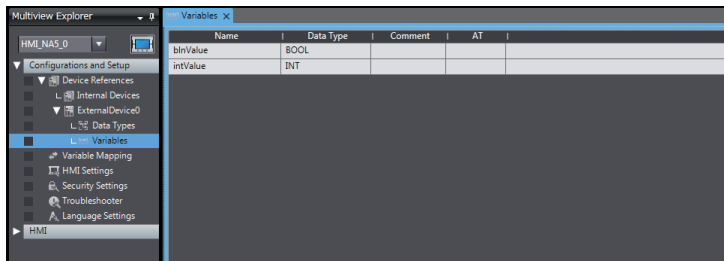 Multiview Explorer
Variables
HMI_NA5_0
Configurations and Setup
Device References
Internal Devices
ExternalDevice0
Data Types
Variables
Variable Mapping
HMI Settings
Security Settings
Troubleshooter
Language Settings
HMI
Name | Data Type | Comment | AT |
blnValue BOOL
intValue INT